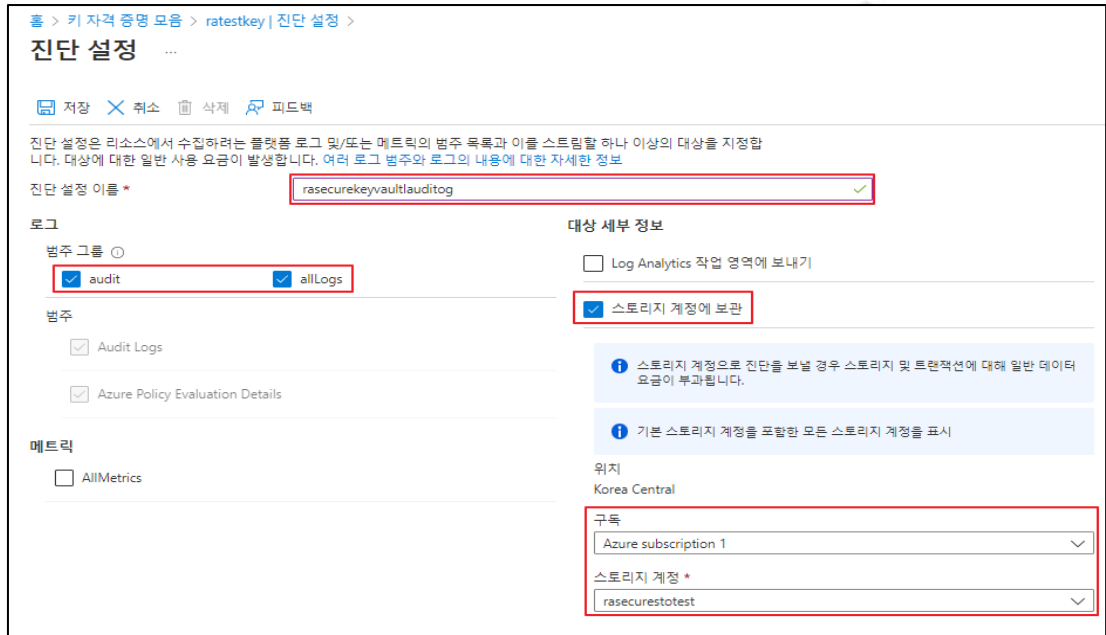 홈 > 키 자격 증명 모음 > ratestkey | 진단 설정 >
진단 설정 ...
저장 취소 삭제 피드백
진단 설정은 리소스에서 수집하려는 플랫폼 로그 및/또는 메트릭의 범주 목록과 이를 스트림할 하나 이상의 대상을 지정합
니다. 대상에 대한 일반 사용 요금이 발생합니다. 여러 로그 범주와 로그의 내용에 대한 자세한 정보
진단 설정 이름 *
rasecurekeyvaultlauditog
로그
범주 그룹
audit
allLogs
범주
Audit Logs
Azure Policy Evaluation Details
메트릭
AllMetrics
대상 세부 정보
Log Analytics 작업 영역에 보내기
스토리지 계정에 보관
스토리지 계정으로 진단을 보낼 경우 스토리지 및 트랜잭션에 대해 일반 데이터
요금이 부과됩니다.
기본 스토리지 계정을 포함한 모든 스토리지 계정을 표시
위치
Korea Central
구독
Azure subscription 1
스토리지 계정 *
rasecurestotest